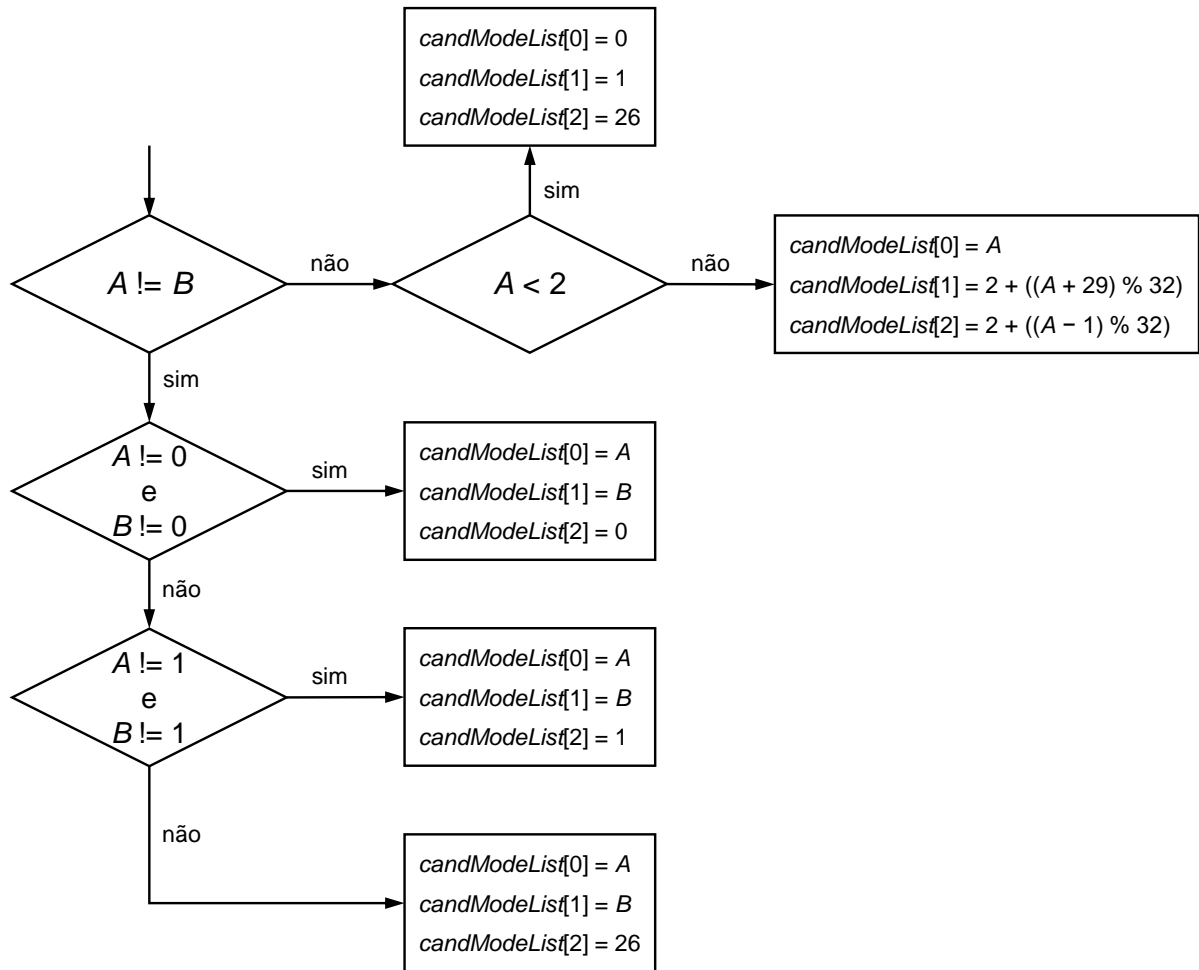 candModeList[0] = 0
candModeList[1] = 1
candModeList[2] = 26
sim
A != B
não
A < 2
não
candModeList[0] = A
candModeList[1] = 2 + ((A + 29) % 32)
candModeList[2] = 2 + ((A − 1) % 32)
sim
A != 0
e
B != 0
sim
candModeList[0] = A
candModeList[1] = B
candModeList[2] = 0
não
A != 1
e
B != 1
sim
candModeList[0] = A
candModeList[1] = B
candModeList[2] = 1
não
candModeList[0] = A
candModeList[1] = B
candModeList[2] = 26